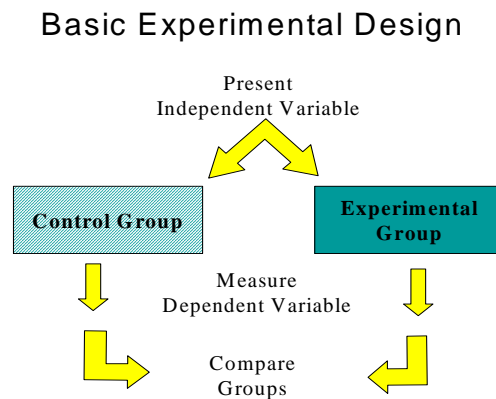 Basic Experimental Design
Present
Independent Variable
Control Group
Experimental
Group
Measure
Dependent Variable
Compare
Groups